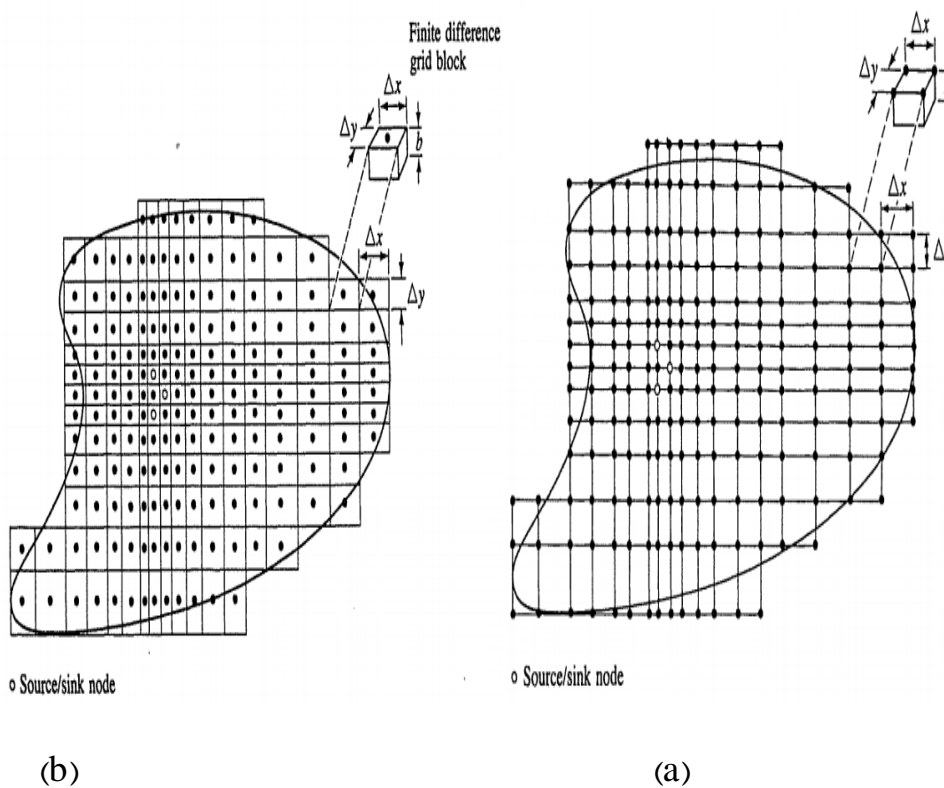 Finite difference
grid block
Δx
Δy
b
Δx
Δy
o Source/sink node
(b)
Δx
Δy
Δx
Δ
o Source/sink node
(a)